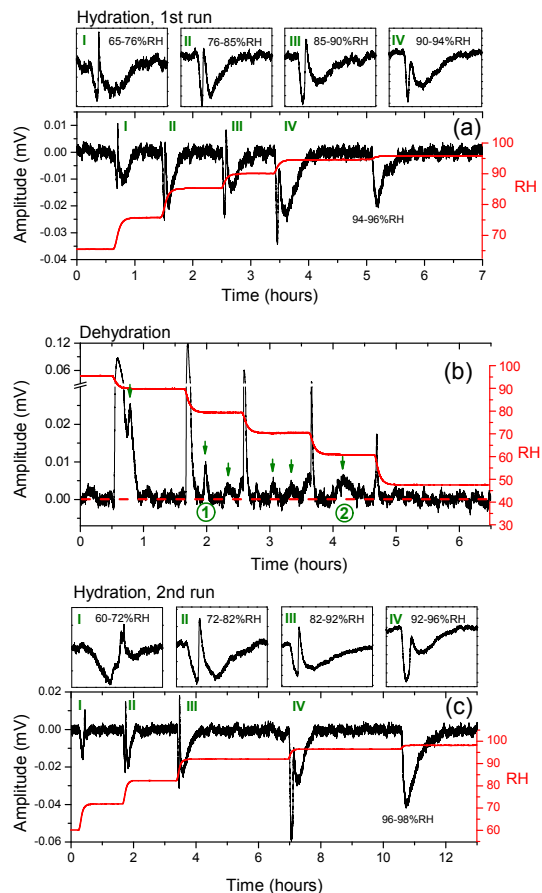 Hydration, 1st run
I 65-76%RH
II 76-85%RH
III 85-90%RH
IV 90-94%RH
I II III IV (a)
0.01
0.00
-0.01
-0.02
-0.03
-0.04
Amplitude (mV)
100
90
80
70
RH
94-96%RH
0 1 2 3 4 5 6 7
Time (hours)
Dehydration
(b)
0.12
0.06
0.02
0.01
0.00
Amplitude (mV)
100
90
80
70
60
50
40
30
RH
1 2
0 1 2 3 4 5 6
Time (hours)
Hydration, 2nd run
I 60-72%RH
II 72-82%RH
III 82-92%RH
IV 92-96%RH
I II III IV (c)
0.02
0.00
-0.02
-0.04
-0.06
Amplitude (mV)
100
90
80
70
60
RH
96-98%RH
0 2 4 6 8 10 12
Time (hours)